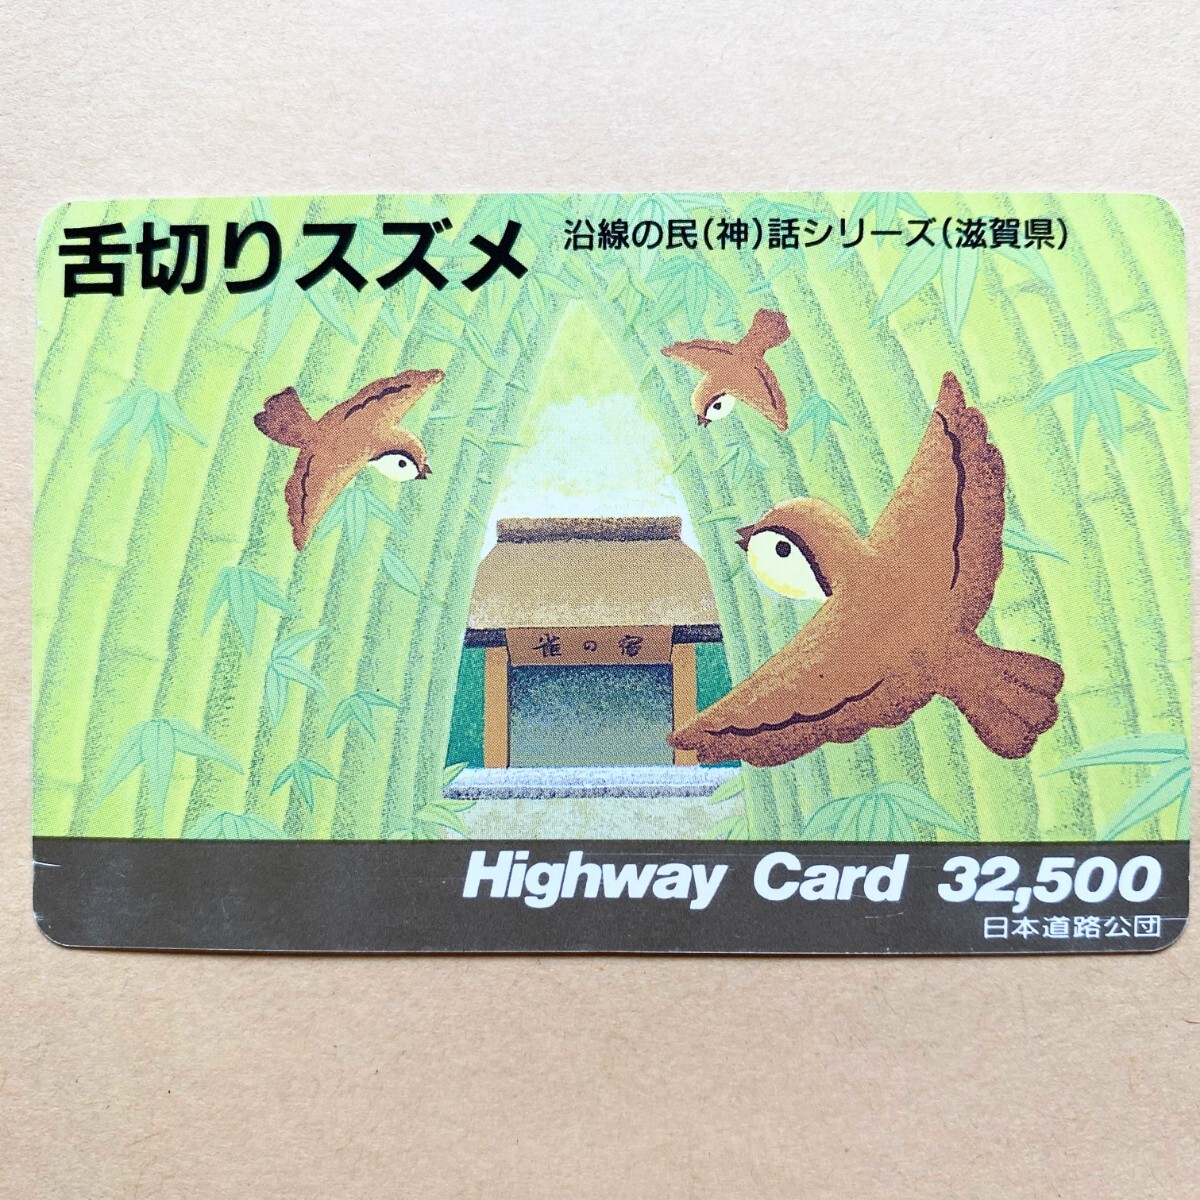 舌切りスズメ
沿線の民(神)話シリーズ(滋賀県)
雀の宿
Highway Card 32,500
日本道路公団